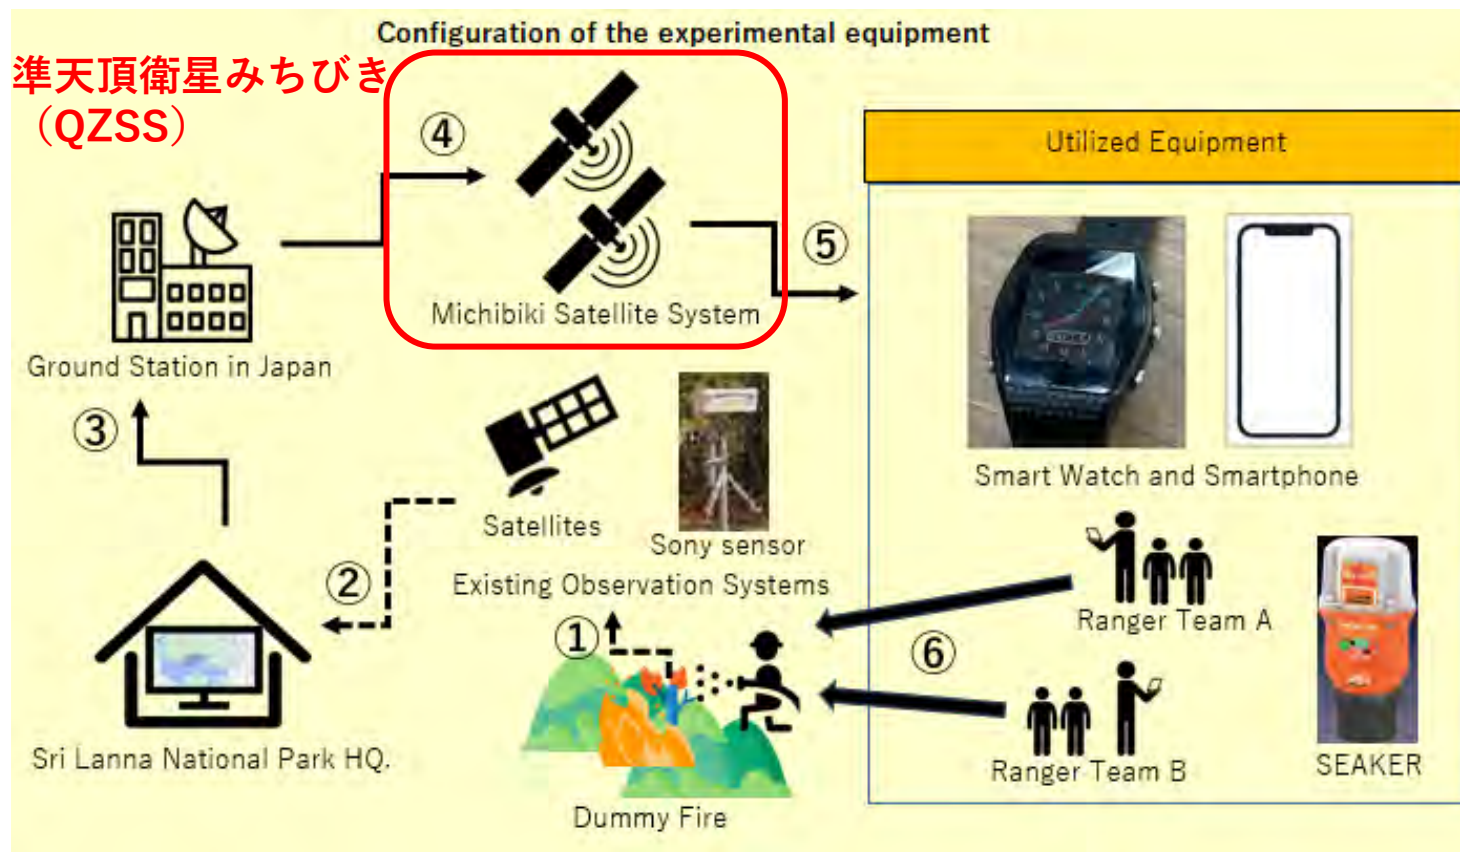 Configuration of the experimental equipment
準天頂衛星みちびき
（QZSS）
④
Utilized Equipment
⑤
Michibiki Satellite System
Ground Station in Japan
③
Smart Watch and Smartphone
Satellites
Sony sensor
②
Existing Observation Systems
①
Ranger Team A
⑥
Sri Lanna National Park HQ.
Ranger Team B
SEAKER
Dummy Fire